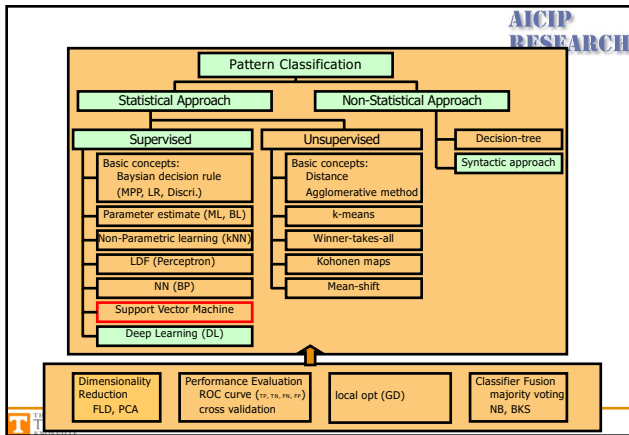 AICIP
RESEARCH
Pattern Classification
Statistical Approach
Non-Statistical Approach
Supervised
Unsupervised
Decision-tree
Syntactic approach
Basic concepts:
Baysian decision rule
(MPP, LR, Discri.)
Parameter estimate (ML, BL)
Non-Parametric learning (kNN)
LDF (Perceptron)
NN (BP)
Support Vector Machine
Deep Learning (DL)
Basic concepts:
Distance
Agglomerative method
k-means
Winner-takes-all
Kohonen maps
Mean-shift
Dimensionality
Reduction
FLD, PCA
Performance Evaluation
ROC curve (TP, TN, FN, FP)
cross validation
local opt (GD)
Classifier Fusion
majority voting
NB, BKS
T